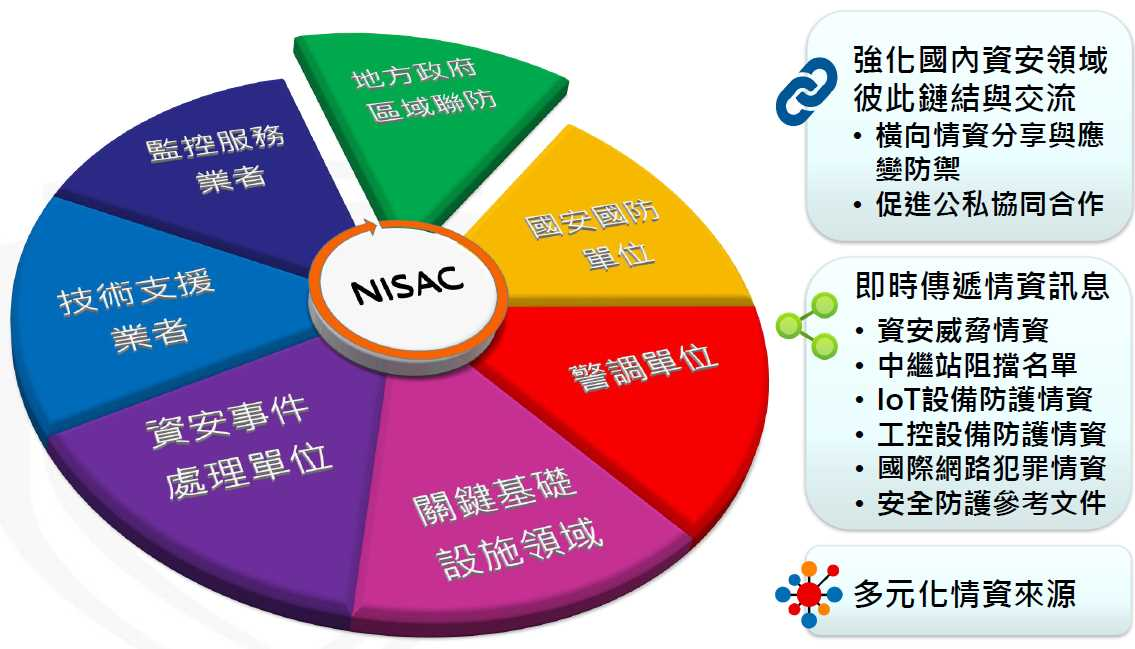 地方政府
區域聯防
監控服務
業者
國安國防
單位
NISAC
技術支援
業者
警調單位
資安事件
處理單位
關鍵基礎
設施領域
強化國內資安領域
彼此鏈結與交流
• 橫向情資分享與應
變防禦
• 促進公私協同合作
即時傳遞情資訊息
• 資安威脅情資
• 中繼站阻擋名單
• IoT設備防護情資
• 工控設備防護情資
• 國際網路犯罪情資
• 安全防護參考文件
多元化情資來源